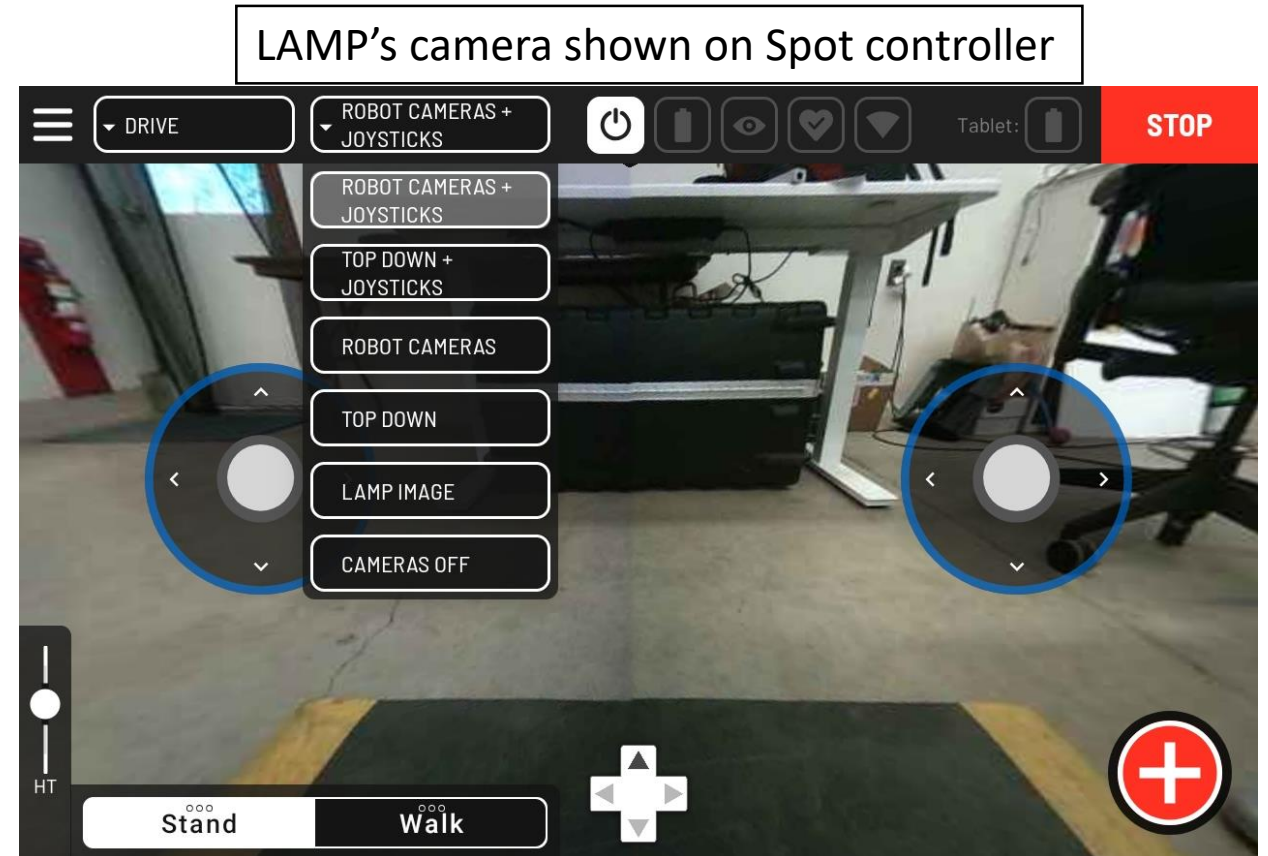 LAMP’s camera shown on Spot controller
DRIVE
ROBOT CAMERAS +
JOYSTICKS
Tablet:
STOP
ROBOT CAMERAS +
JOYSTICKS
TOP DOWN +
JOYSTICKS
ROBOT CAMERAS
TOP DOWN
LAMP IMAGE
CAMERAS OFF
HT
Stand
Walk